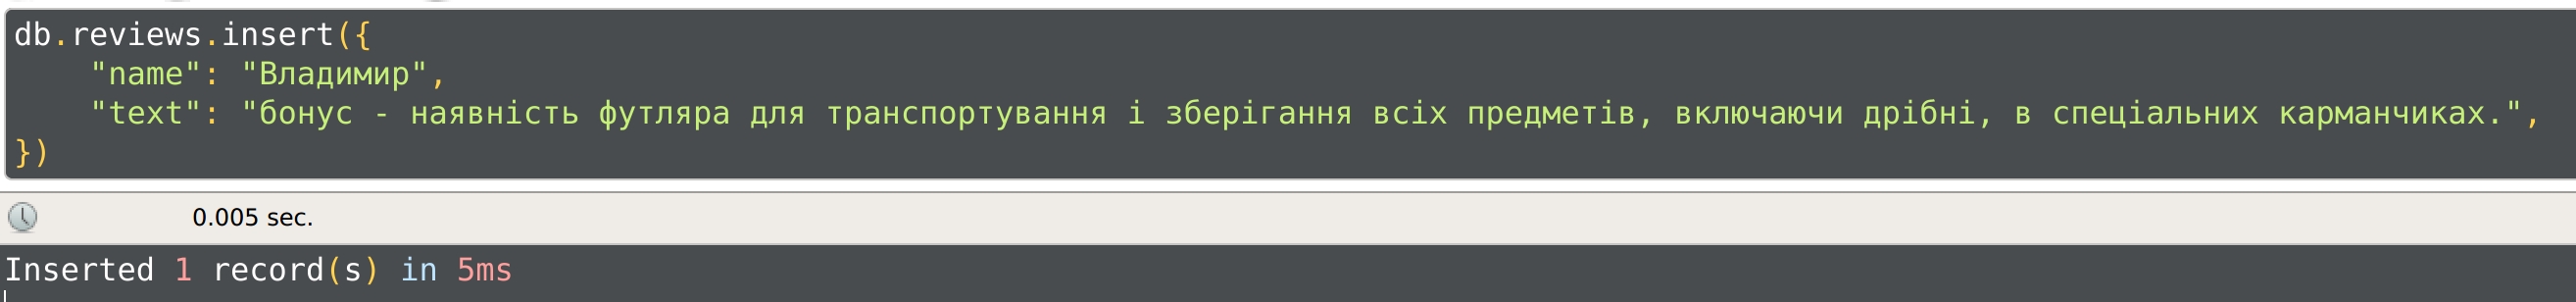 db.reviews.insert({
    "name": "Владимир",
    "text": "бонус - наявність футляра для транспортування і зберігання всіх предметів, включаючи дрібні, в спеціальних карманчиках.",
})
0.005 sec.
Inserted 1 record(s) in 5ms